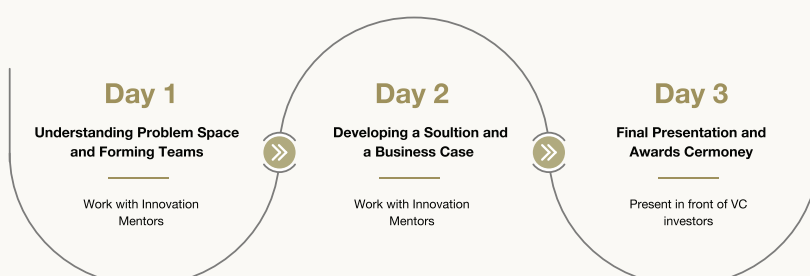 Day 1
Understanding Problem Space
and Forming Teams
Work with Innovation
Mentors
Day 2
Developing a Soultion and
a Business Case
Work with Innovation
Mentors
Day 3
Final Presentation and
Awards Cermoney
Present in front of VC
investors